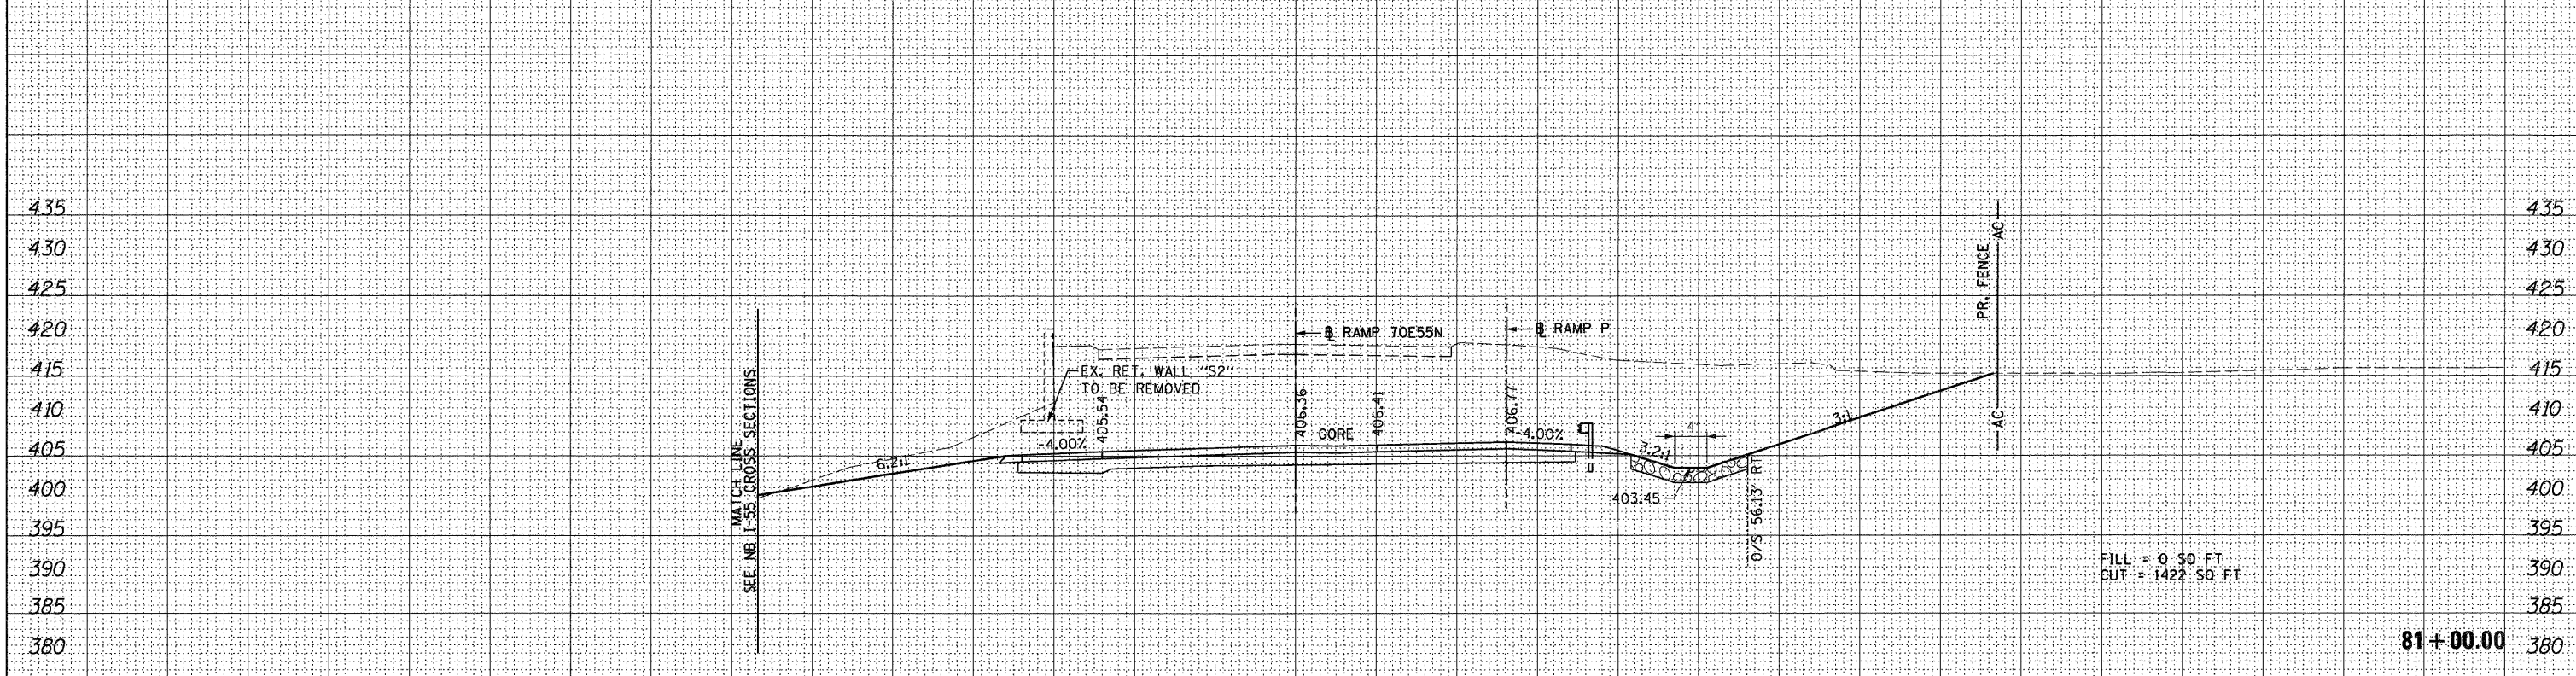 435
435
430
430
425
425
420
420
415
415
410
410
405
405
400
400
395
395
390
390
385
385
380
380
MATCH LINE
SEE NB I-55 CROSS SECTIONS
6.2:1
EX. RET. WALL "S2"
TO BE REMOVED
-4.00%
405.54
℄ RAMP 70E55N
406.36
GORE
406.41
℄ RAMP P
406.77
-4.00%
3.2:1
4'
403.45
O/S 56.13' RT
3:1
PR. FENCE
AC
AC
FILL = 0 SQ FT
CUT = 1422 SQ FT
81+00.00